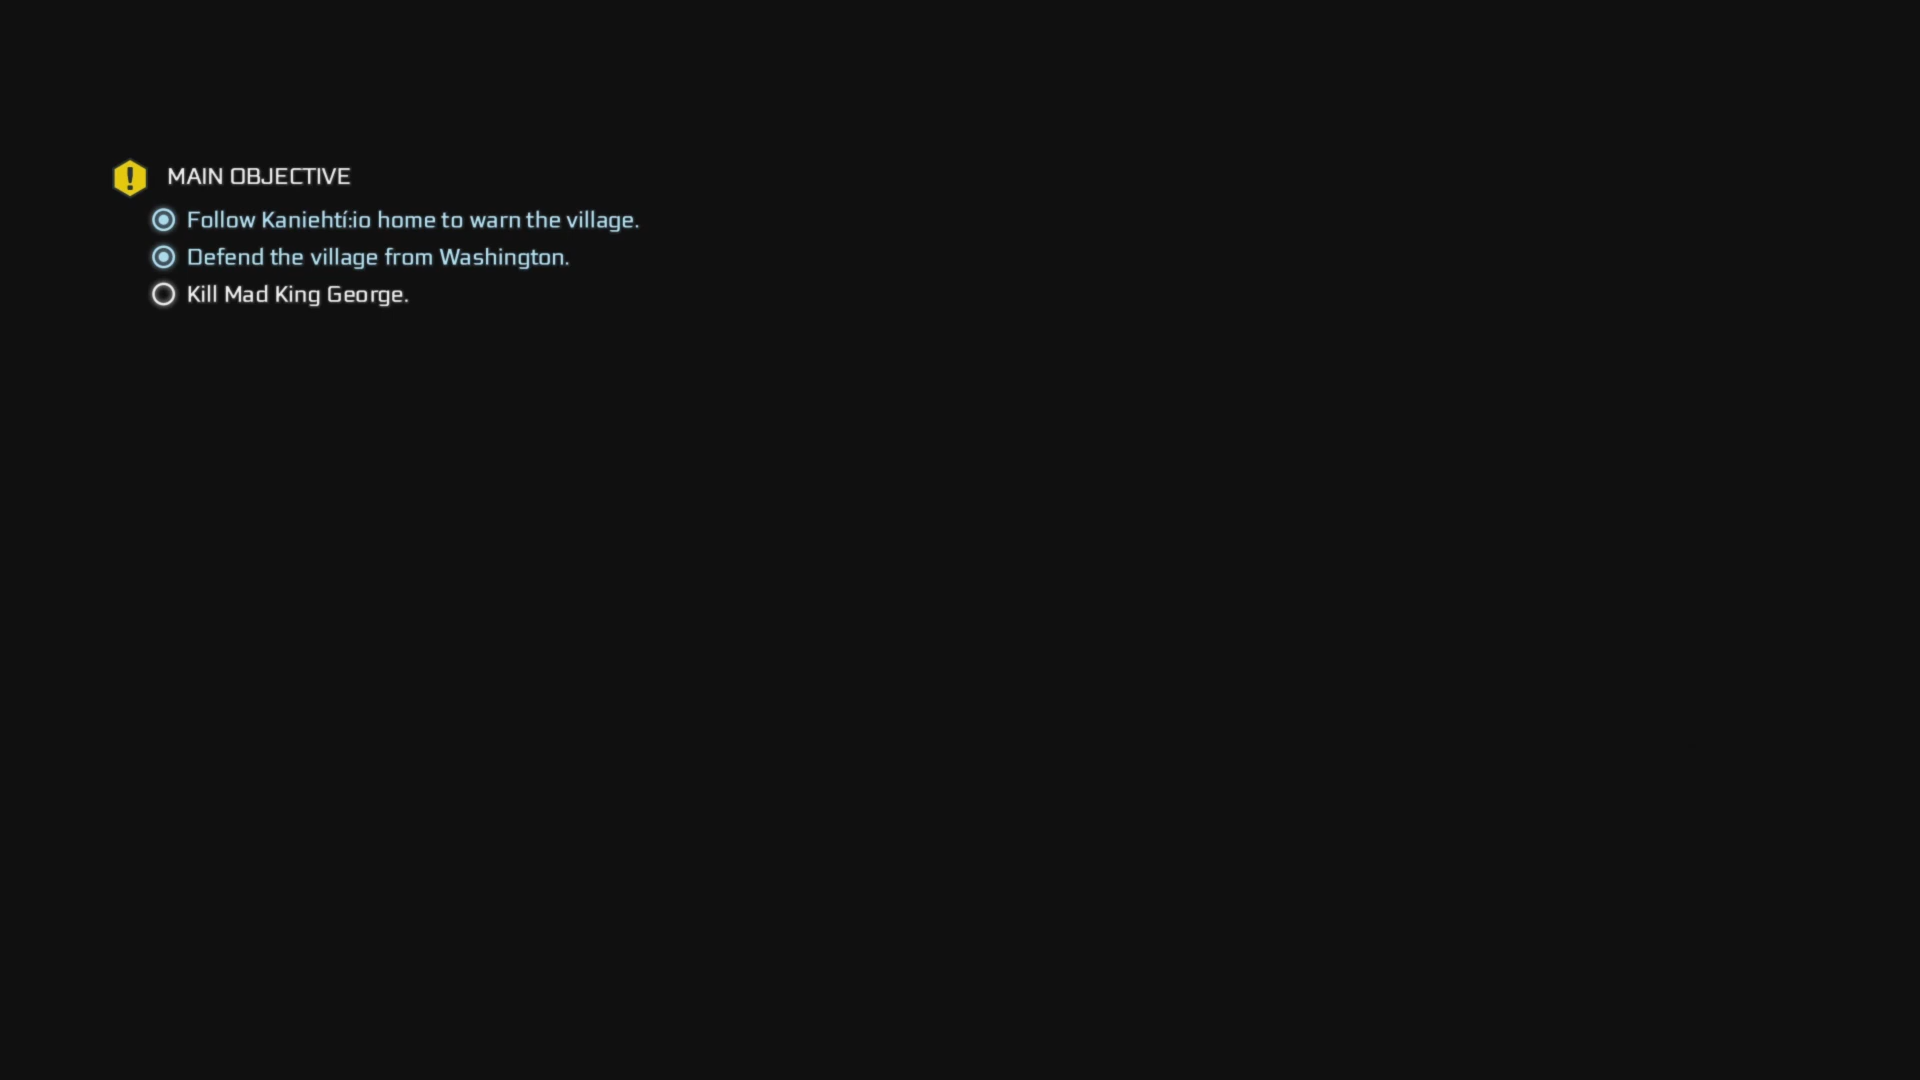 MAIN OBJECTIVE
Follow Kaniehtí:io home to warn the village.
Defend the village from Washington.
Kill Mad King George.